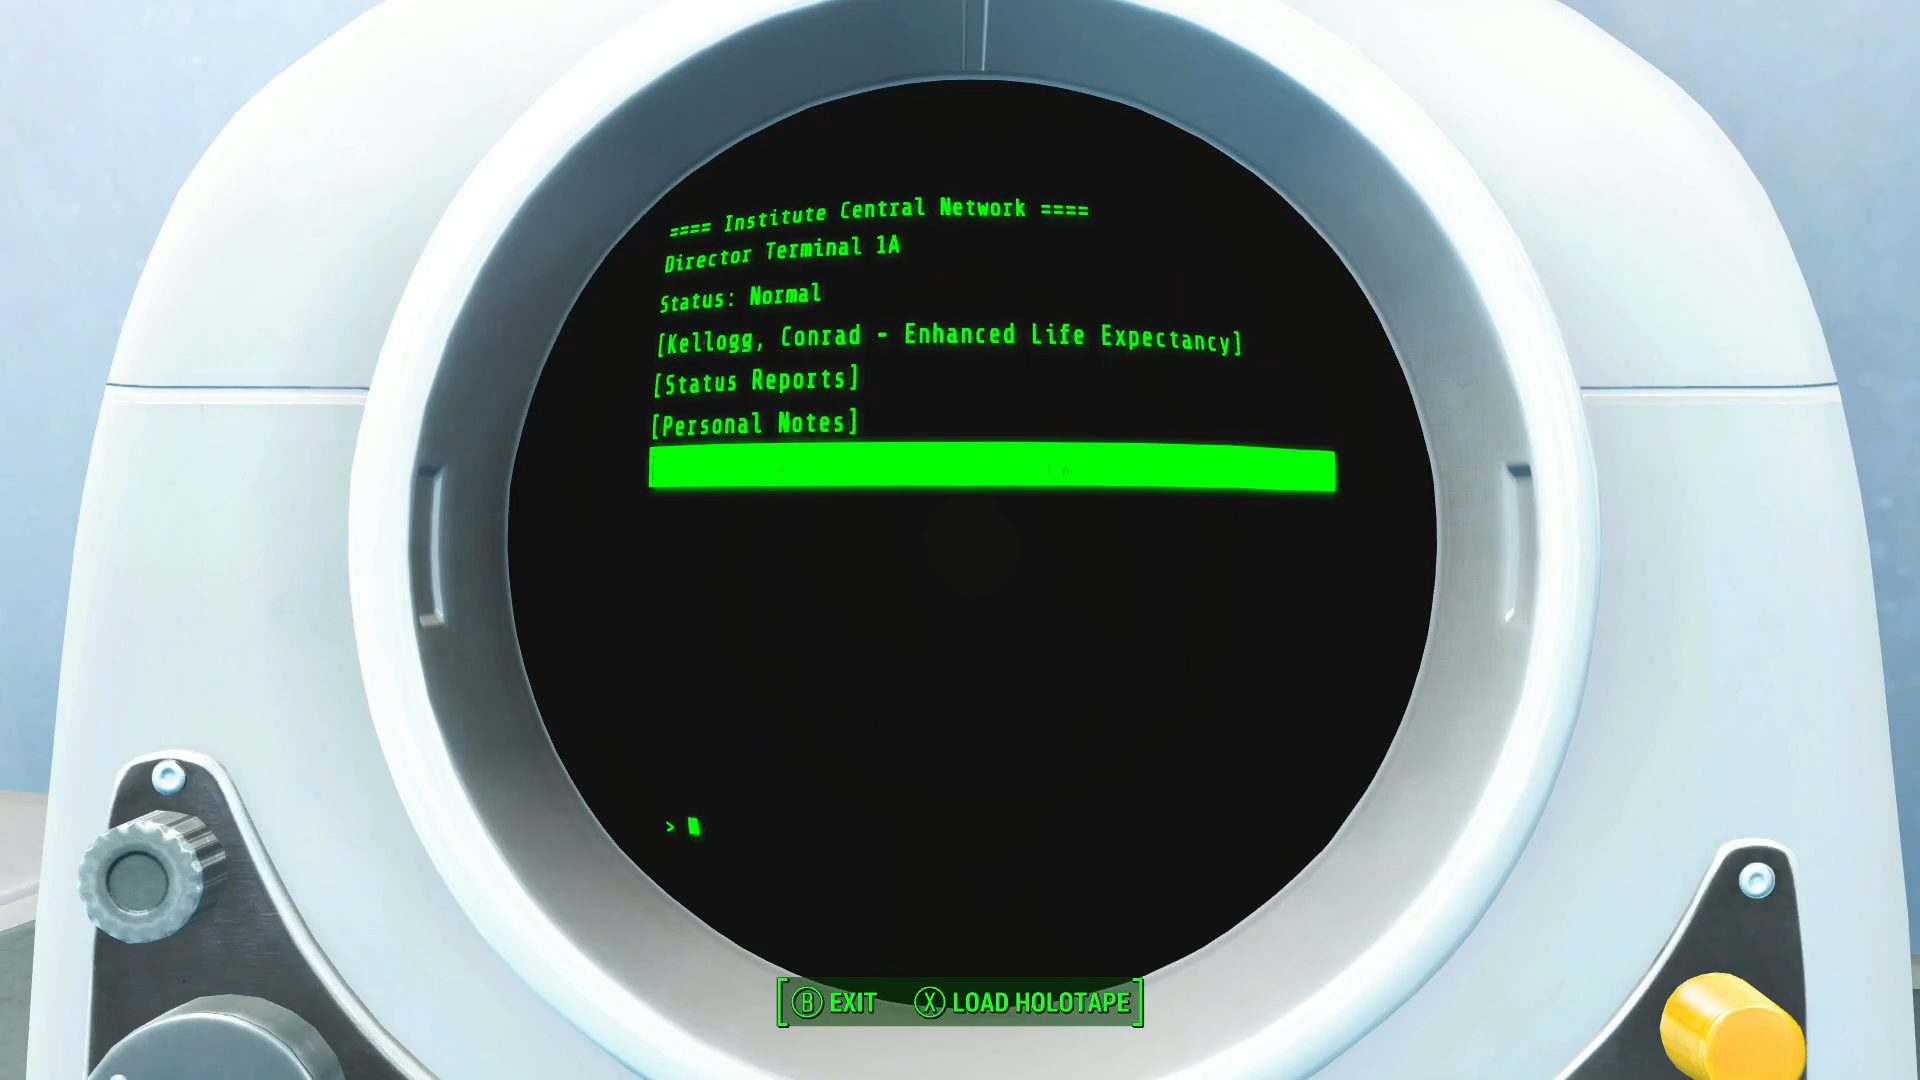 ==== Institute Central Network ====
Director Terminal 1A
Status: Normal
[Kellogg, Conrad - Enhanced Life Expectancy]
[Status Reports]
[Personal Notes]
>
B EXIT X LOAD HOLOTAPE